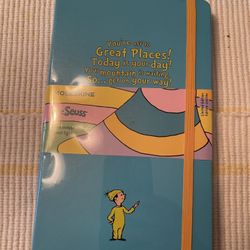 You're off to
Great Places!
Today is your day!
Your mountain is waiting.
So... get on your way!
MOLESKINE
Seuss